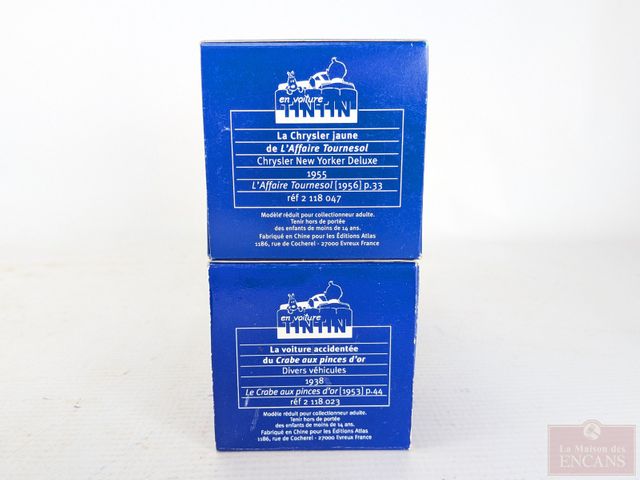 en voiture
TINTIN
La Chrysler jaune
de L'Affaire Tournesol
Chrysler New Yorker Deluxe
1955
L'Affaire Tournesol [1956] p.33
réf 2 118 047
Modèle réduit pour collectionneur adulte.
Tenir hors de portée
des enfants de moins de 14 ans.
Fabriqué en Chine pour les Éditions Atlas
1186, rue de Cocherel - 27000 Evreux France
en voiture
TINTIN
La voiture accidentée
du Crabe aux pinces d'or
Divers véhicules
1938
Le Crabe aux pinces d'or [1953] p.44
réf 2 118 023
Modèle réduit pour collectionneur adulte.
Tenir hors de portée
des enfants de moins de 14 ans.
Fabriqué en Chine pour les Éditions Atlas
1186, rue de Cocherel - 27000 Evreux France
La Maison des
ENCANS